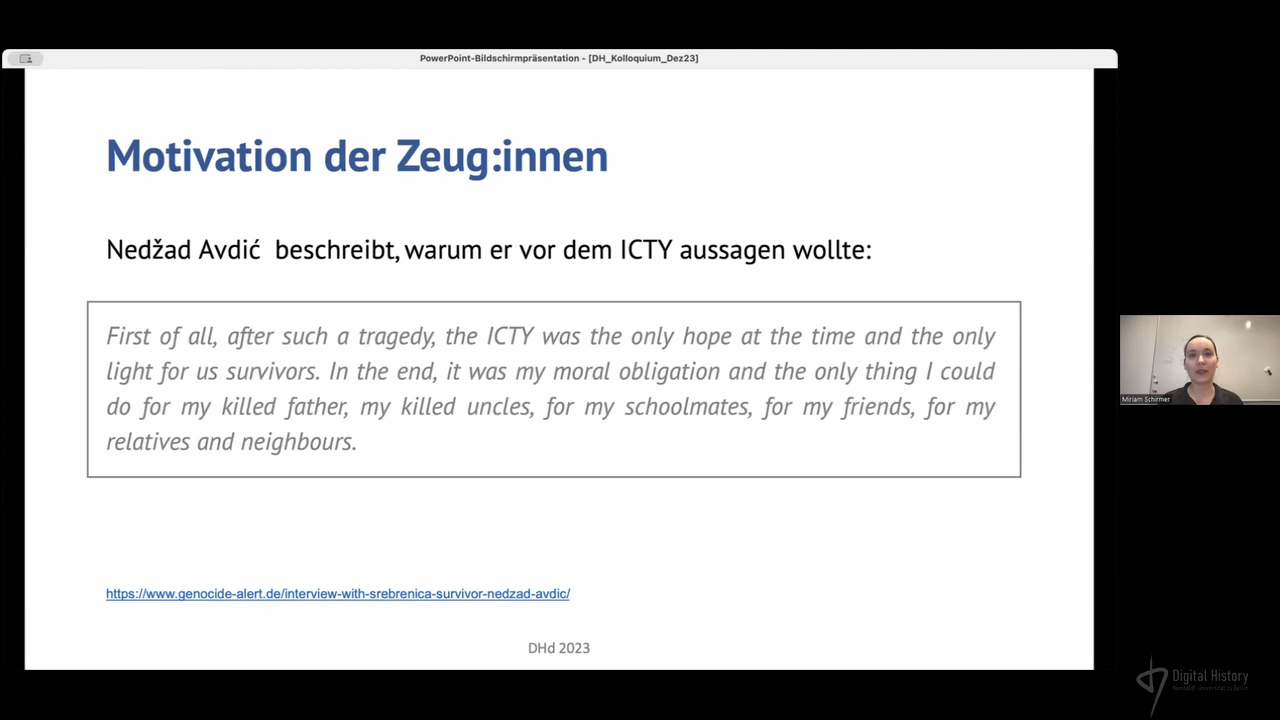 PowerPoint-Bildschirmpräsentation - [DH_Kolloquium_Dez23]
Motivation der Zeug:innen
Nedžad Avdić beschreibt, warum er vor dem ICTY aussagen wollte:
First of all, after such a tragedy, the ICTY was the only hope at the time and the only
light for us survivors. In the end, it was my moral obligation and the only thing I could
do for my killed father, my killed uncles, for my schoolmates, for my friends, for my
relatives and neighbours.
https://www.genocide-alert.de/interview-with-srebrenica-survivor-nedzad-avdic/
DHd 2023
Miriam Schirmer
Digital History
Humboldt-Universität zu Berlin